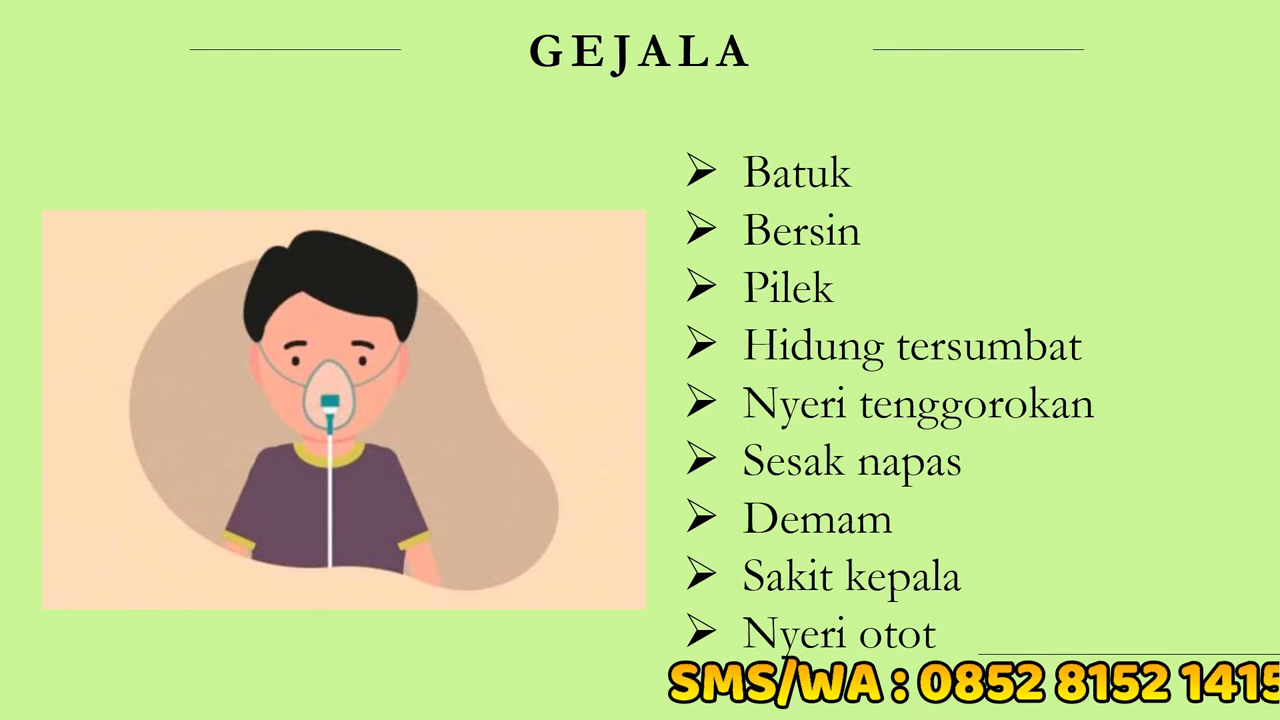 GEJALA
Batuk
Bersin
Pilek
Hidung tersumbat
Nyeri tenggorokan
Sesak napas
Demam
Sakit kepala
Nyeri otot
SMS/WA : 0852 8152 1415